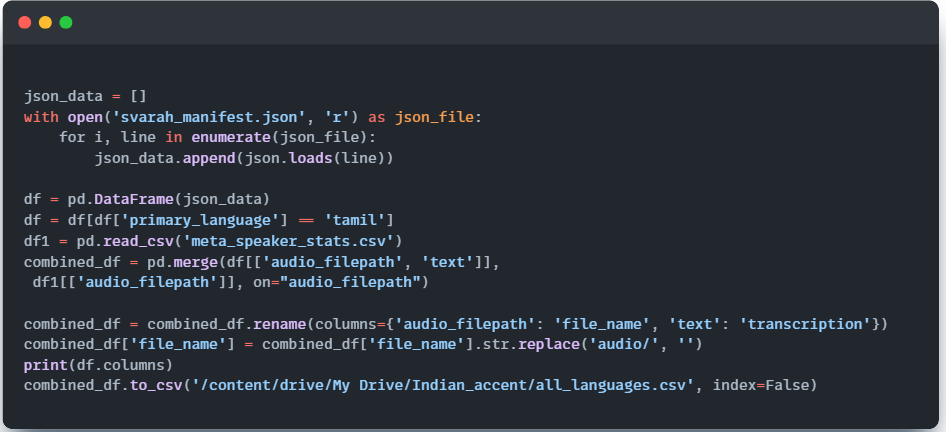 json_data = []
with open('svarah_manifest.json', 'r') as json_file:
    for i, line in enumerate(json_file):
        json_data.append(json.loads(line))

df = pd.DataFrame(json_data)
df = df[df['primary_language'] == 'tamil']
df1 = pd.read_csv('meta_speaker_stats.csv')
combined_df = pd.merge(df[['audio_filepath', 'text']],
 df1[['audio_filepath']], on="audio_filepath")

combined_df = combined_df.rename(columns={'audio_filepath': 'file_name', 'text': 'transcription'})
combined_df['file_name'] = combined_df['file_name'].str.replace('audio/', '')
print(df.columns)
combined_df.to_csv('/content/drive/My Drive/Indian_accent/all_languages.csv', index=False)